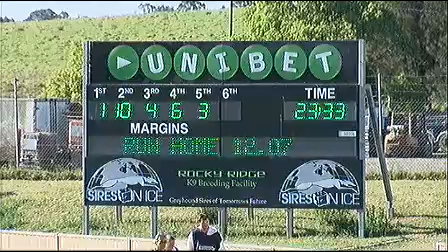 UNIBET
1ST 2ND 3RD 4TH 5TH 6TH TIME
1 10 4 6 3 23:33
MARGINS
RUN HOME 12.07
ROCKY RIDGE
K9 Breeding Facility
SIRES ON ICE SIRES ON ICE
Greyhound Sires of Tomorrows Future